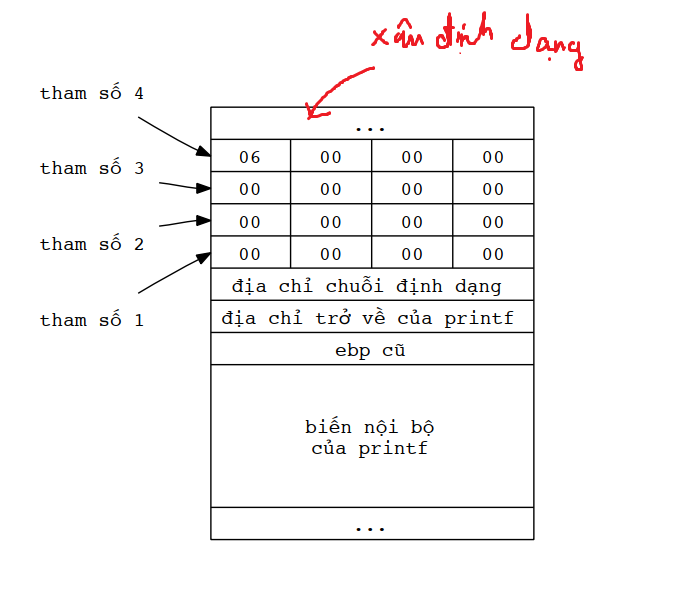 xâu định dạng
tham số 4
...
06 00 00 00
tham số 3
00 00 00 00
00 00 00 00
tham số 2
00 00 00 00
địa chỉ chuỗi định dạng
tham số 1
địa chỉ trở về của printf
ebp cũ
biến nội bộ
của printf
...